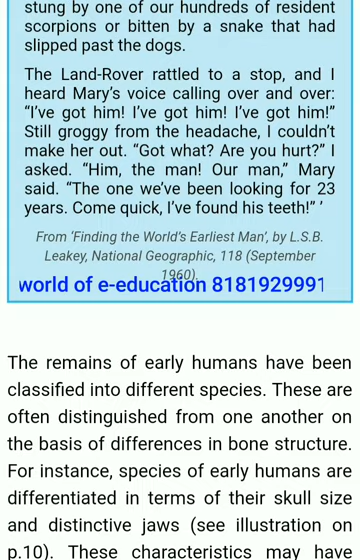 stung by one of our hundreds of resident
scorpions or bitten by a snake that had
slipped past the dogs.
The Land-Rover rattled to a stop, and I
heard Mary’s voice calling over and over:
“I’ve got him! I’ve got him! I’ve got him!”
Still groggy from the headache, I couldn’t
make her out. “Got what? Are you hurt?” I
asked. “Him, the man! Our man,” Mary
said. “The one we’ve been looking for 23
years. Come quick, I’ve found his teeth!” ’
From ‘Finding the World’s Earliest Man’, by L.S.B.
Leakey, National Geographic, 118 (September
1960).
world of e-education 8181929991
The remains of early humans have been
classified into different species. These are
often distinguished from one another on
the basis of differences in bone structure.
For instance, species of early humans are
differentiated in terms of their skull size
and distinctive jaws (see illustration on
p.10). These characteristics may have